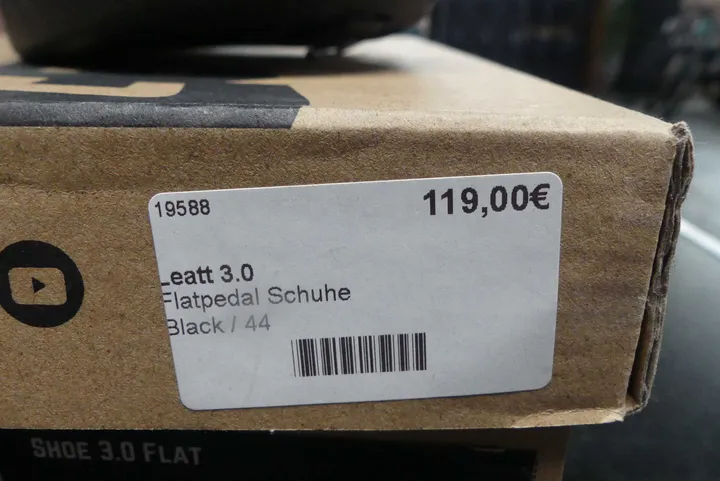 19588
119,00€
Leatt 3.0
Flatpedal Schuhe
Black / 44
SHOE 3.0 FLAT